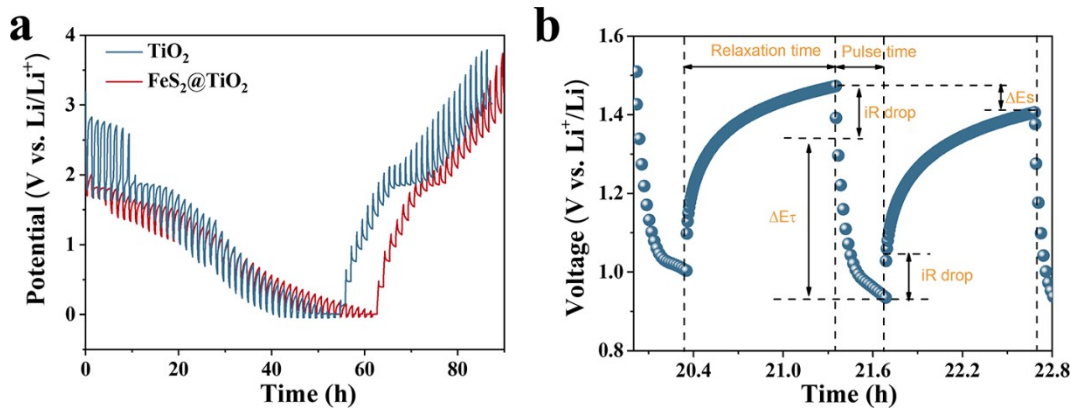 a
TiO2
FeS2@TiO2
Potential (V vs. Li/Li+)
4
3
2
1
0
0
20
40
60
80
Time (h)
b
Relaxation time
Pulse time
iR drop
ΔEs
ΔEτ
iR drop
Voltage (V vs. Li+/Li)
1.6
1.4
1.2
1.0
0.8
20.4
21.0
21.6
22.2
22.8
Time (h)